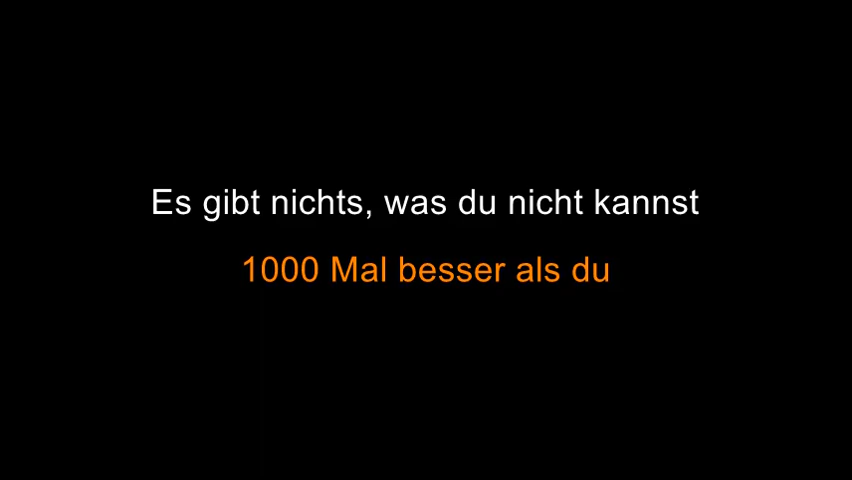 Es gibt nichts, was du nicht kannst
1000 Mal besser als du